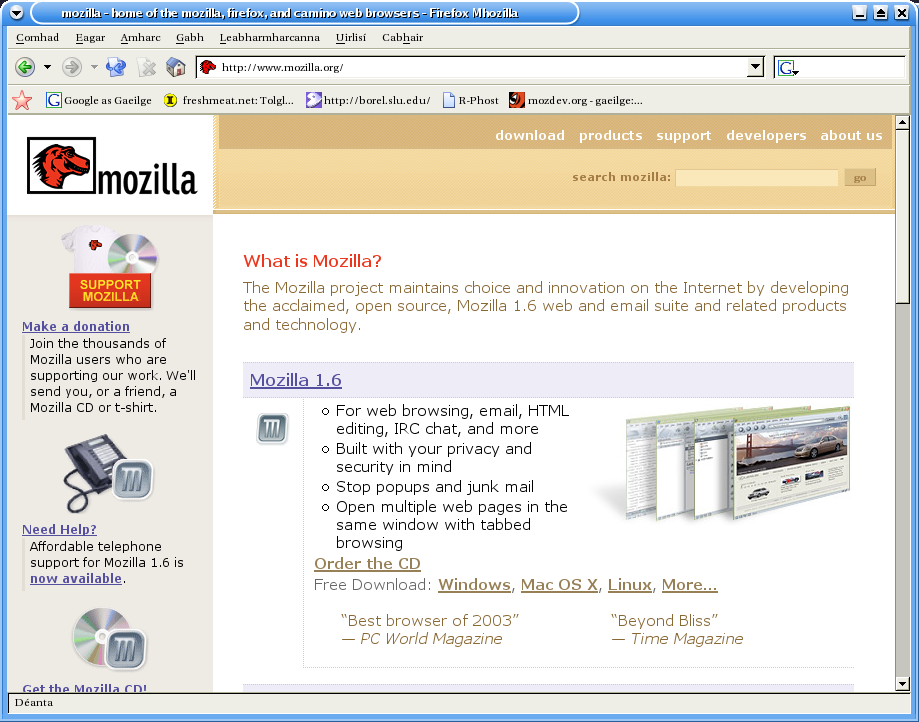 mozilla - home of the mozilla, firefox, and camino web browsers - Firefox Mhozilla
Comhad Eagar Amharc Gabh Leabharmharcanna Uirlisí Cabhair
http://www.mozilla.org/
Google as Gaeilge freshmeat.net: Tolgl... http://borel.slu.edu/ R-Phost mozdev.org - gaeilge:...
mozilla
download products support developers about us
search mozilla: go
SUPPORT
MOZILLA
Make a donation
Join the thousands of
Mozilla users who are
supporting our work. We'll
send you, or a friend, a
Mozilla CD or t-shirt.
Need Help?
Affordable telephone
support for Mozilla 1.6 is
now available.
Get the Mozilla CD!
What is Mozilla?
The Mozilla project maintains choice and innovation on the Internet by developing
the acclaimed, open source, Mozilla 1.6 web and email suite and related products
and technology.
Mozilla 1.6
For web browsing, email, HTML
editing, IRC chat, and more
Built with your privacy and
security in mind
Stop popups and junk mail
Open multiple web pages in the
same window with tabbed
browsing
Order the CD
Free Download: Windows, Mac OS X, Linux, More...
“Best browser of 2003”
— PC World Magazine
“Beyond Bliss”
— Time Magazine
Déanta